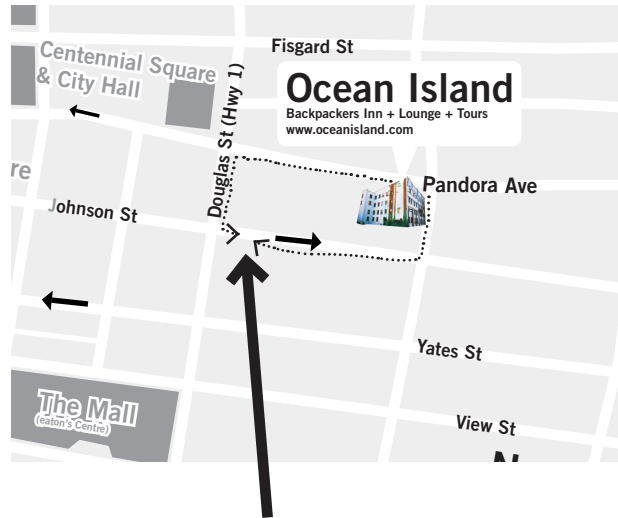 Fisgard St
Centennial Square
& City Hall
Ocean Island
Backpackers Inn + Lounge + Tours
www.oceanisland.com
Douglas St (Hwy 1)
re
Pandora Ave
Johnson St
Yates St
The Mall
(eaton's Centre)
View St